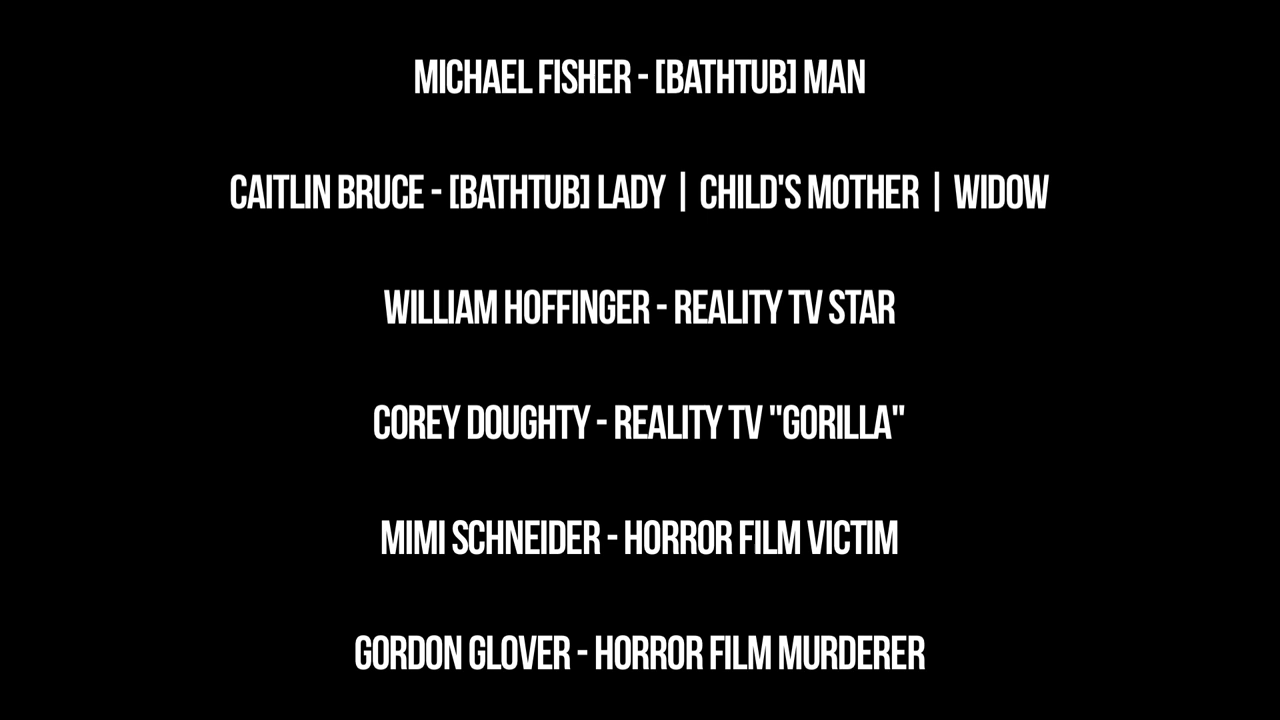 MICHAEL FISHER - [BATHTUB] MAN
CAITLIN BRUCE - [BATHTUB] LADY | CHILD'S MOTHER | WIDOW
WILLIAM HOFFINGER - REALITY TV STAR
COREY DOUGHTY - REALITY TV "GORILLA"
MIMI SCHNEIDER - HORROR FILM VICTIM
GORDON GLOVER - HORROR FILM MURDERER